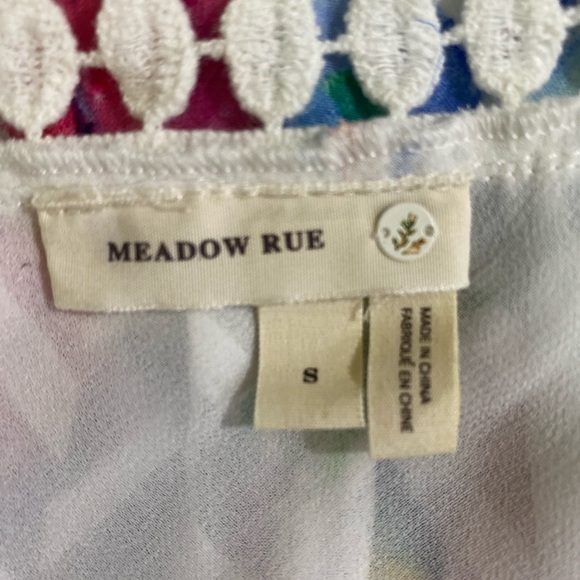 MEADOW RUE
S
MADE IN CHINA
FABRIQUÉ EN CHINE